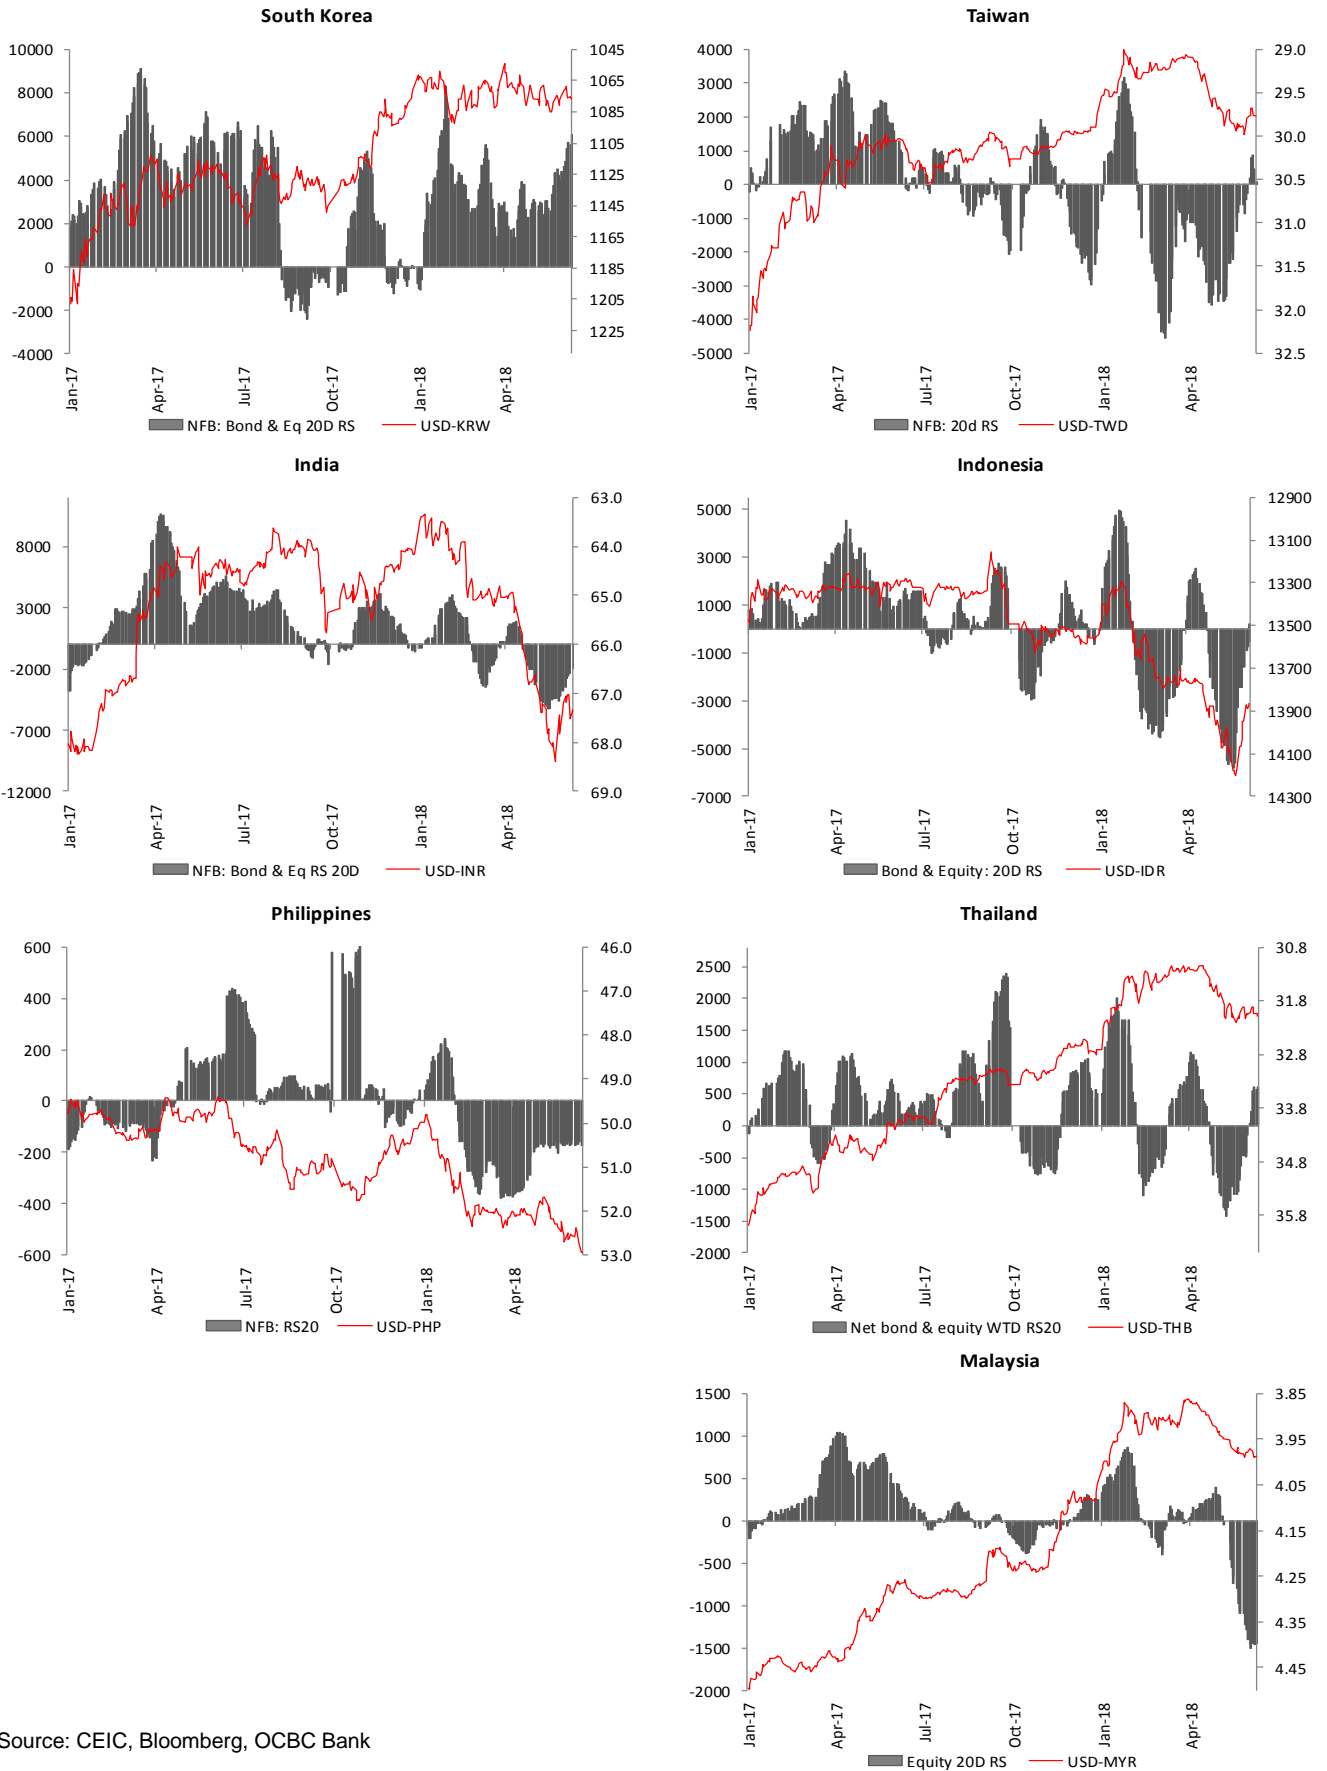 South Korea
10000
8000
6000
4000
2000
0
-2000
-4000
1045
1065
1085
1105
1125
1145
1165
1185
1205
1225
Jan-17
Apr-17
Jul-17
Oct-17
Jan-18
Apr-18
NFB: Bond & Eq 20D RS
USD-KRW
Taiwan
4000
3000
2000
1000
0
-1000
-2000
-3000
-4000
-5000
29.0
29.5
30.0
30.5
31.0
31.5
32.0
32.5
Jan-17
Apr-17
Jul-17
Oct-17
Jan-18
Apr-18
NFB: 20d RS
USD-TWD
India
8000
3000
-2000
-7000
-12000
63.0
64.0
65.0
66.0
67.0
68.0
69.0
Jan-17
Apr-17
Jul-17
Oct-17
Jan-18
Apr-18
NFB: Bond & Eq RS 20D
USD-INR
Indonesia
5000
3000
1000
-1000
-3000
-5000
-7000
12900
13100
13300
13500
13700
13900
14100
14300
Jan-17
Apr-17
Jul-17
Oct-17
Jan-18
Apr-18
Bond & Equity: 20D RS
USD-IDR
Philippines
600
400
200
0
-200
-400
-600
46.0
47.0
48.0
49.0
50.0
51.0
52.0
53.0
Jan-17
Apr-17
Jul-17
Oct-17
Jan-18
Apr-18
NFB: RS20
USD-PHP
Thailand
2500
2000
1500
1000
500
0
-500
-1000
-1500
-2000
30.8
31.8
32.8
33.8
34.8
35.8
Jan-17
Apr-17
Jul-17
Oct-17
Jan-18
Apr-18
Net bond & equity WTD RS20
USD-THB
Malaysia
1500
1000
500
0
-500
-1000
-1500
-2000
3.85
3.95
4.05
4.15
4.25
4.35
4.45
Jan-17
Apr-17
Jul-17
Oct-17
Jan-18
Apr-18
Equity 20D RS
USD-MYR
Source: CEIC, Bloomberg, OCBC Bank